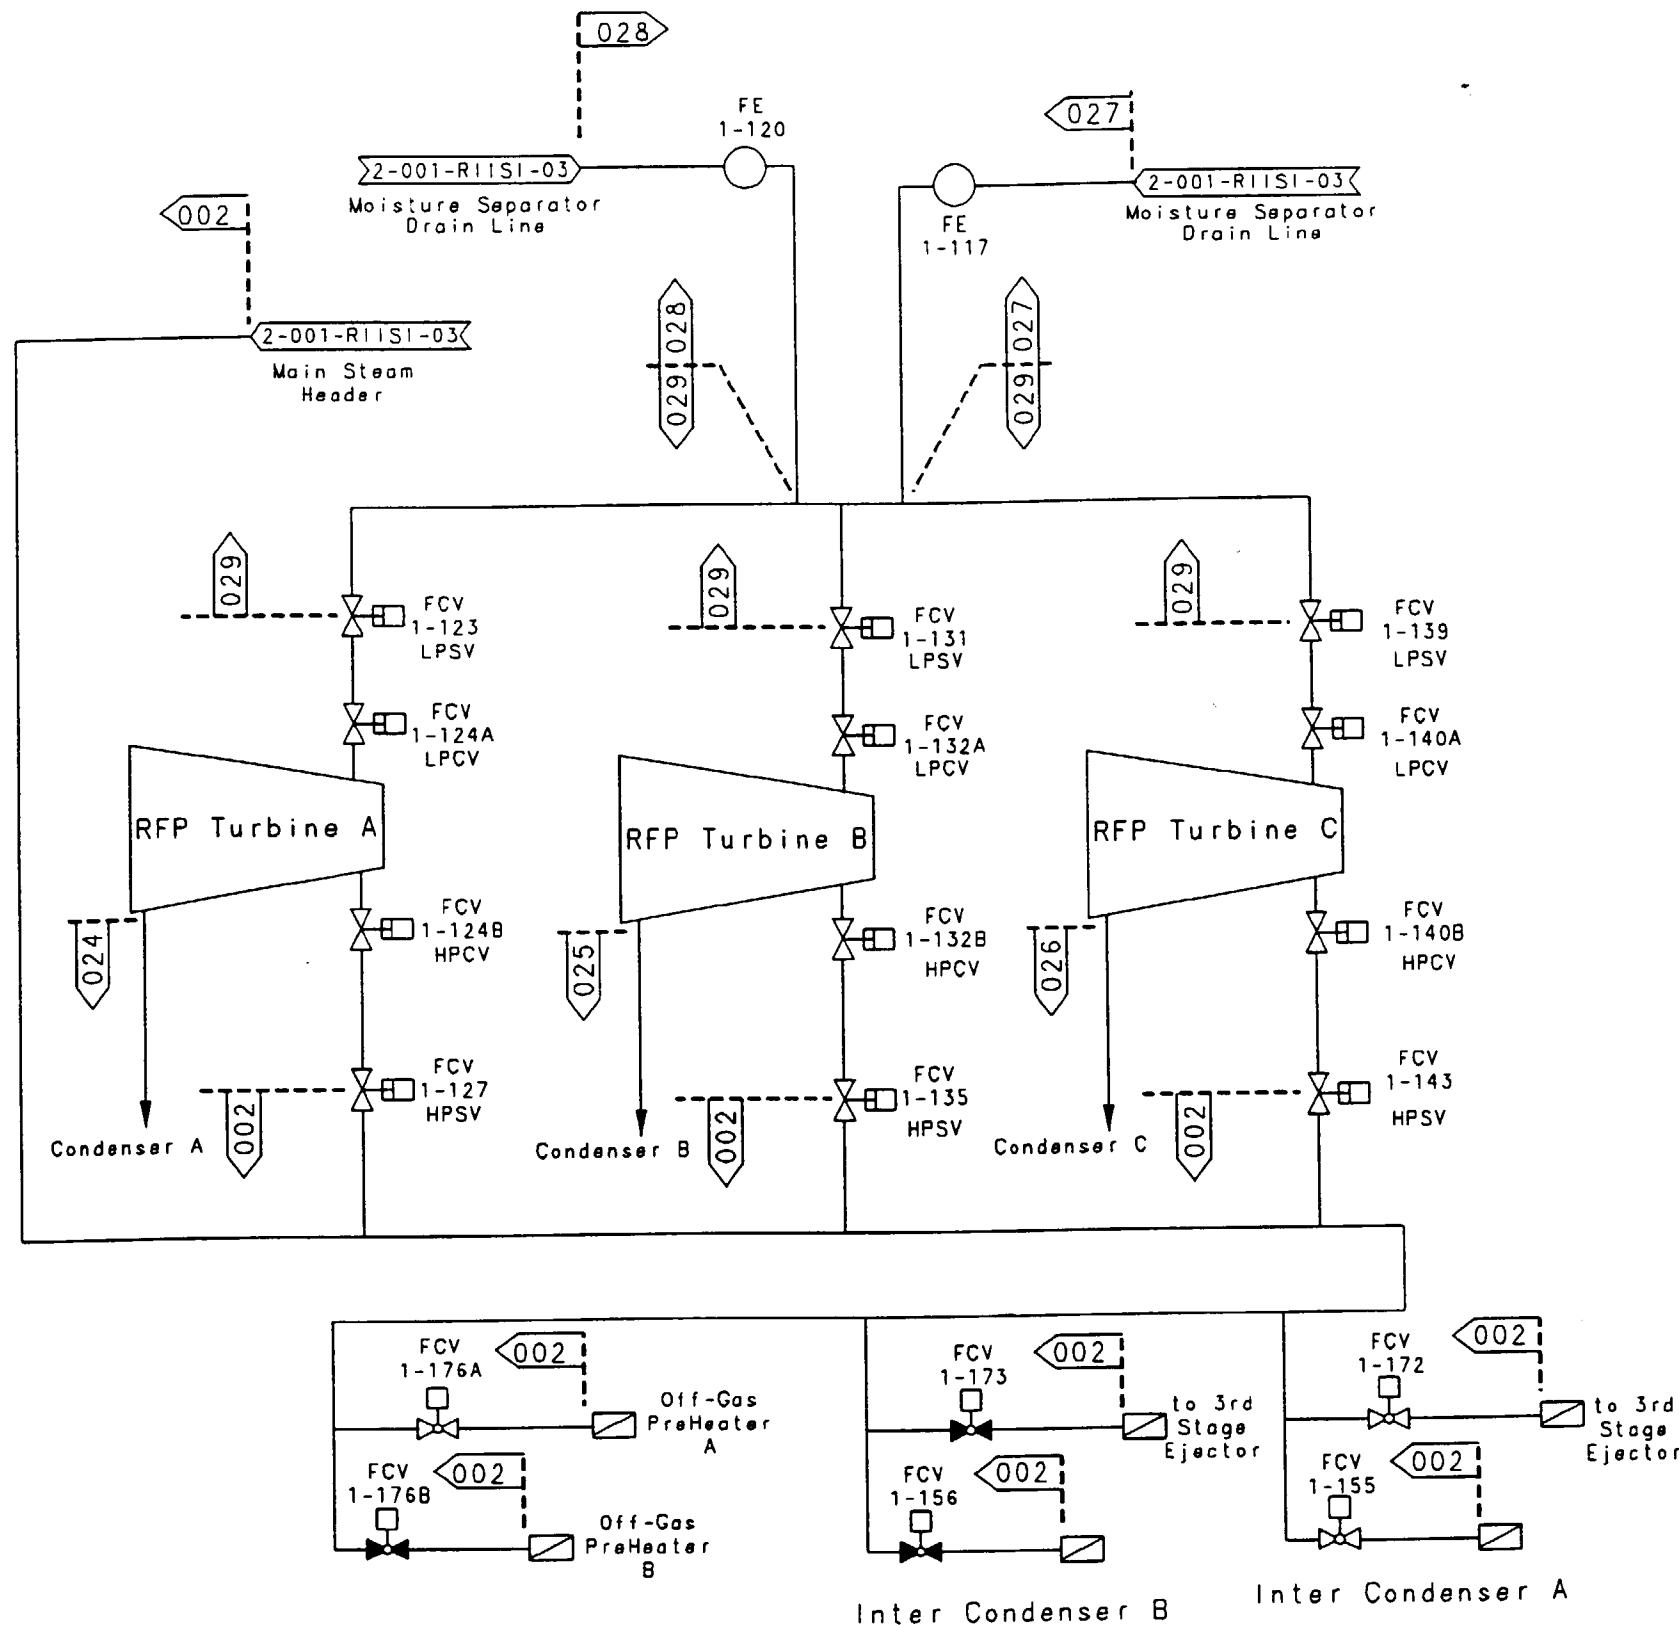 028
FE
1-120
027
2-001-RIISI-03
Moisture Separator
Drain Line
2-001-RIISI-03
Moisture Separator
Drain Line
FE
1-117
002
2-001-RIISI-03
Main Steam
Header
029 028
029 027
029
FCV
1-123
LPSV
029
FCV
1-131
LPSV
029
FCV
1-139
LPSV
FCV
1-124A
LPCV
FCV
1-132A
LPCV
FCV
1-140A
LPCV
RFP Turbine A
RFP Turbine B
RFP Turbine C
024
FCV
1-124B
HPCV
025
FCV
1-132B
HPCV
026
FCV
1-140B
HPCV
FCV
1-127
HPSV
FCV
1-135
HPSV
FCV
1-143
HPSV
Condenser A
002
Condenser B
002
Condenser C
002
FCV
1-176A
002
Off-Gas
PreHeater
A
FCV
1-173
002
to 3rd
Stage
Ejector
FCV
1-172
002
to 3rd
Stage
Ejector
FCV
1-176B
002
Off-Gas
PreHeater
B
FCV
1-156
002
FCV
1-155
002
Inter Condenser B
Inter Condenser A